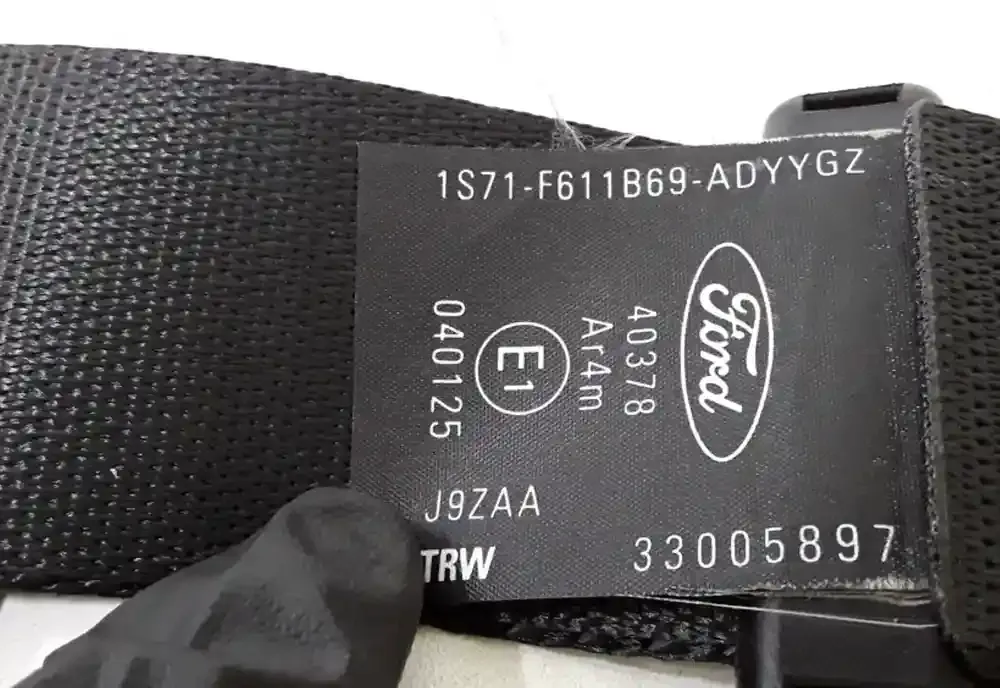 1S71-F611B69-ADYYGZ
Ford
40378
Ar4m
E1
040125
J9ZAA
TRW
33005897